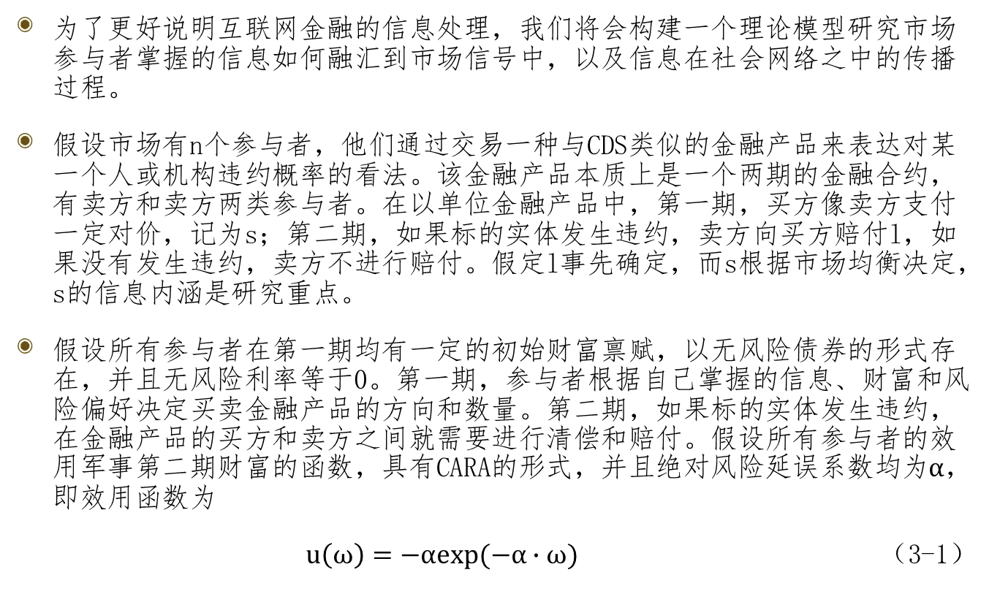 为了更好说明互联网金融的信息处理，我们将会构建一个理论模型研究市场
参与者掌握的信息如何融汇到市场信号中，以及信息在社会网络之中的传播
过程。
假设市场有n个参与者，他们通过交易一种与CDS类似的金融产品来表达对某
一个人或机构违约概率的看法。该金融产品本质上是一个两期的金融合约，
有卖方和卖方两类参与者。在以单位金融产品中，第一期，买方像卖方支付
一定对价，记为s；第二期，如果标的实体发生违约，卖方向买方赔付l，如
果没有发生违约，卖方不进行赔付。假定l事先确定，而s根据市场均衡决定，
s的信息内涵是研究重点。
假设所有参与者在第一期均有一定的初始财富禀赋，以无风险债券的形式存
在，并且无风险利率等于0。第一期，参与者根据自己掌握的信息、财富和风
险偏好决定买卖金融产品的方向和数量。第二期，如果标的实体发生违约，
在金融产品的买方和卖方之间就需要进行清偿和赔付。假设所有参与者的效
用军事第二期财富的函数，具有CARA的形式，并且绝对风险延误系数均为α，
即效用函数为
u(ω) = −αexp(−α · ω) （3-1）